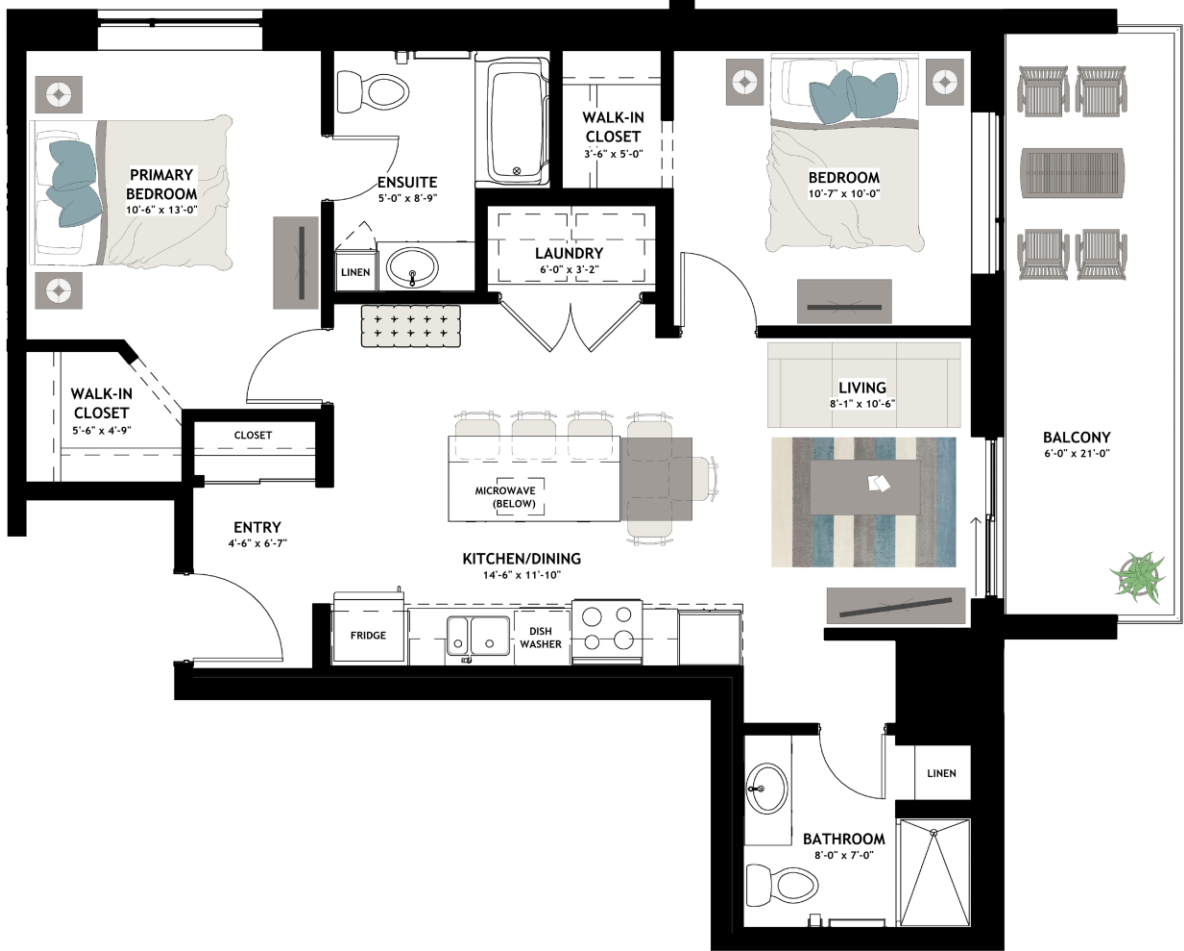 PRIMARY
BEDROOM
10'-6" x 13'-0"
ENSUITE
5'-0" x 8'-9"
LINEN
WALK-IN
CLOSET
3'-6" x 5'-0"
BEDROOM
10'-7" x 10'-0"
LAUNDRY
6'-0" x 3'-2"
WALK-IN
CLOSET
5'-6" x 4'-9"
CLOSET
LIVING
8'-1" x 10'-6"
BALCONY
6'-0" x 21'-0"
MICROWAVE
(BELOW)
ENTRY
4'-6" x 6'-7"
KITCHEN/DINING
14'-6" x 11'-10"
FRIDGE
DISH
WASHER
LINEN
BATHROOM
8'-0" x 7'-0"